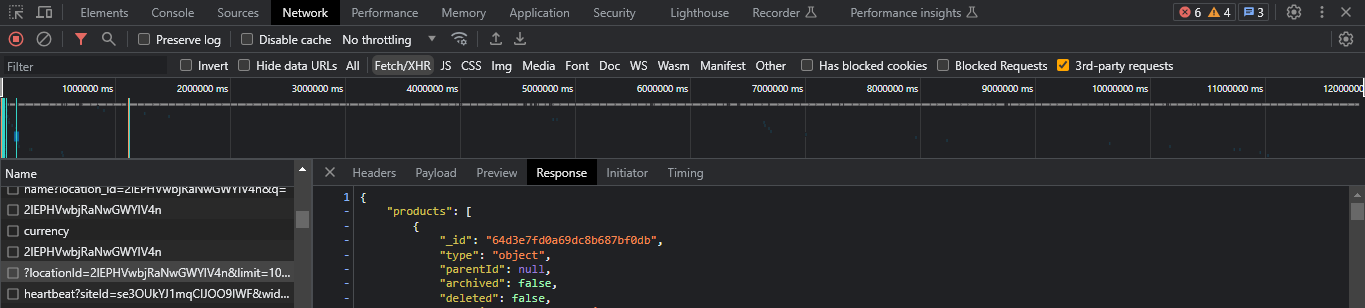 Elements Console Sources Network Performance Memory Application Security Lighthouse Recorder Performance insights 6 4 3
Preserve log Disable cache No throttling
Filter Invert Hide data URLs All Fetch/XHR JS CSS Img Media Font Doc WS Wasm Manifest Other Has blocked cookies Blocked Requests 3rd-party requests
1000000 ms 2000000 ms 3000000 ms 4000000 ms 5000000 ms 6000000 ms 7000000 ms 8000000 ms 9000000 ms 10000000 ms 11000000 ms 12000000
Name Headers Payload Preview Response Initiator Timing
name?location_id=2IEPHVwbjRaNwGWYIV4n&q=
2IEPHVwbjRaNwGWYIV4n
currency
2IEPHVwbjRaNwGWYIV4n
?locationId=2IEPHVwbjRaNwGWYIV4n&limit=10...
heartbeat?siteId=se3OUkYJ1mqCIJOO9IWF&wid...
1 {
- "products": [
- {
- "_id": "64d3e7fd0a69dc8b687bf0db",
- "type": "object",
- "parentId": null,
- "archived": false,
- "deleted": false,